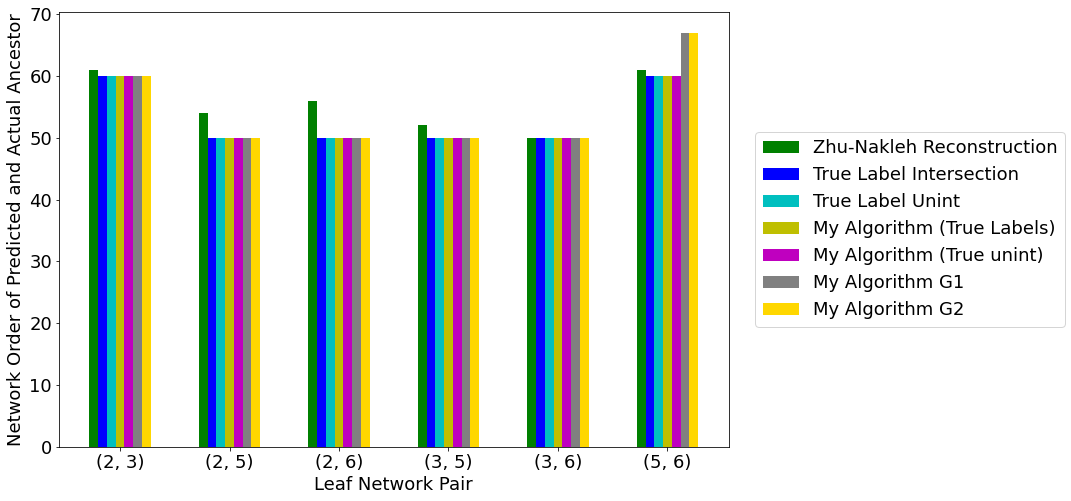 Network Order of Predicted and Actual Ancestor
70
60
50
40
30
20
10
0
(2, 3) (2, 5) (2, 6) (3, 5) (3, 6) (5, 6)
Leaf Network Pair
Zhu-Nakleh Reconstruction
True Label Intersection
True Label Unint
My Algorithm (True Labels)
My Algorithm (True unint)
My Algorithm G1
My Algorithm G2